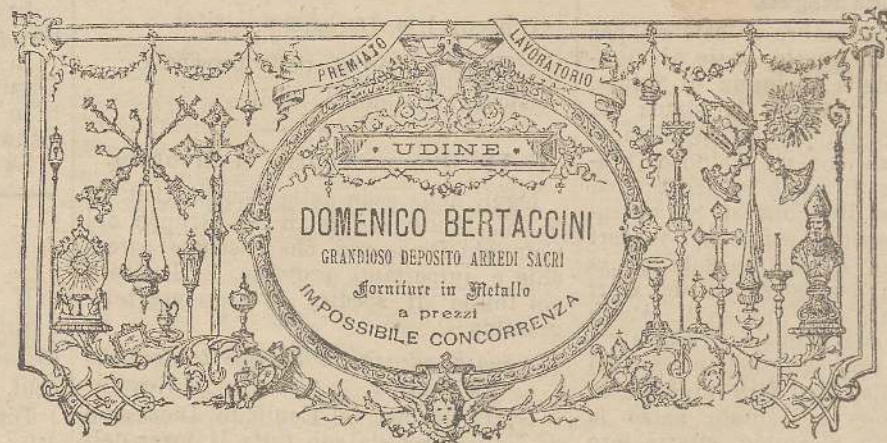 PREMIATO LAVORATORIO
• UDINE •
DOMENICO BERTACCINI
GRANDIOSO DEPOSITO ARREDI SACRI
Forniture in Metallo
a prezzi
IMPOSSIBILE CONCORRENZA